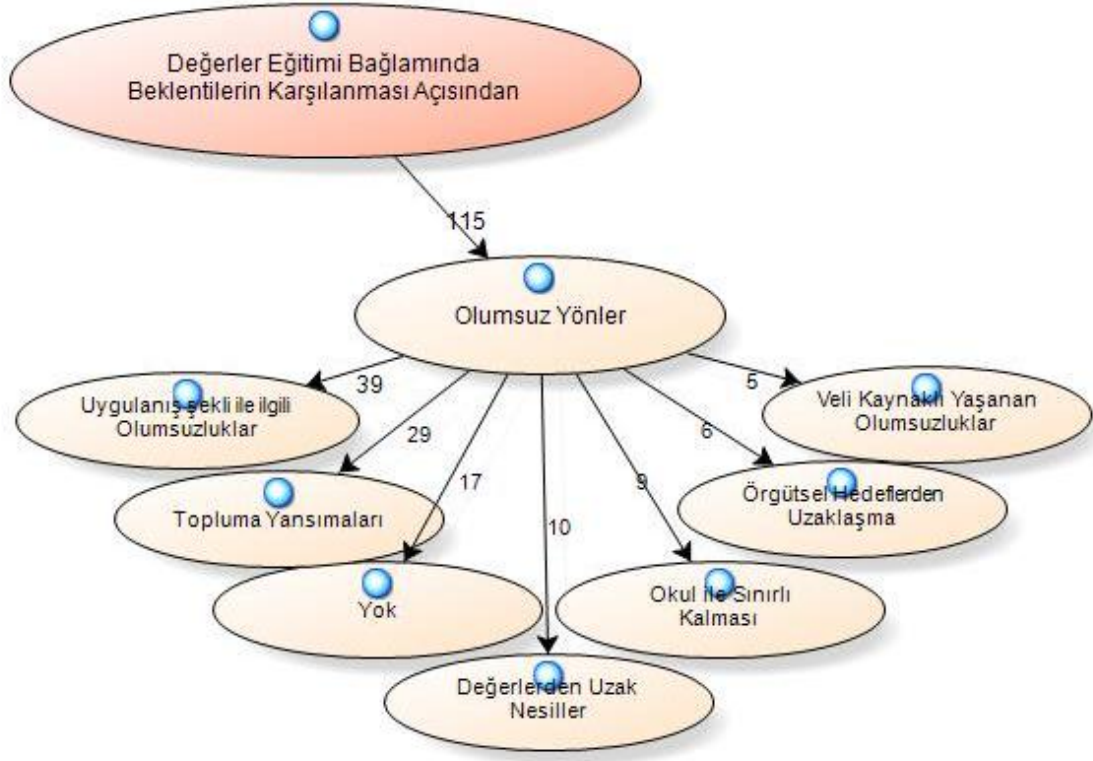 Değerler Eğitimi Bağlamında
Beklentilerin Karşılanması Açısından
115
Olumsuz Yönler
39
29
17
10
9
6
5
Uygulanış şekli ile ilgili
Olumsuzluklar
Topluma Yansımaları
Yok
Değerlerden Uzak
Nesiller
Okul ile Sınırlı
Kalması
Örgütsel Hedeflerden
Uzaklaşma
Veli Kaynaklı Yaşanan
Olumsuzluklar